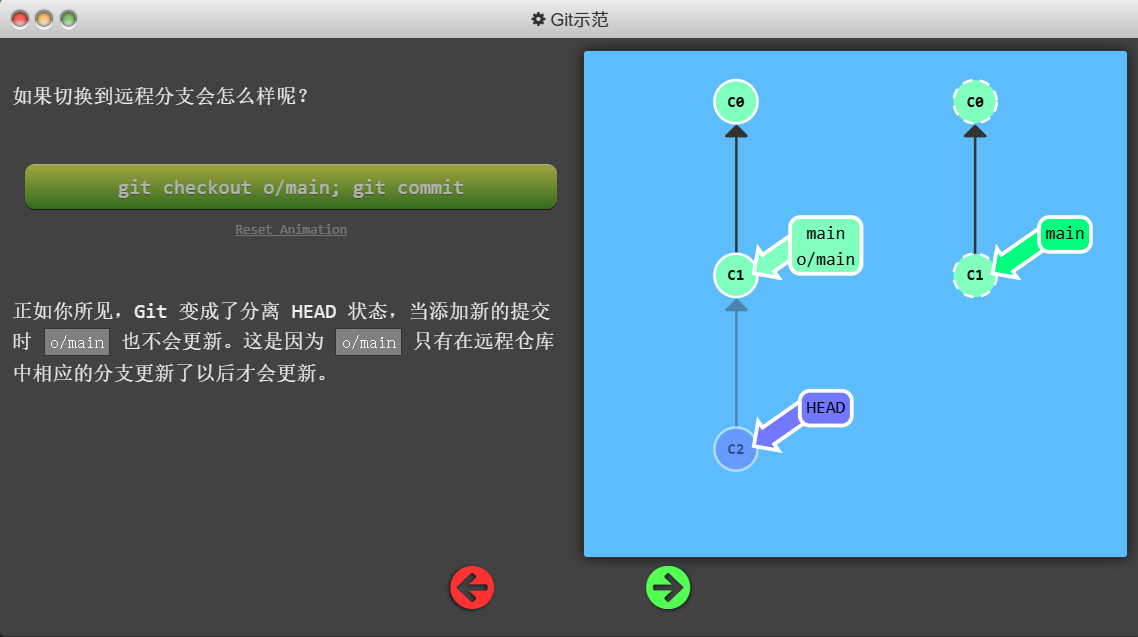 Git示范
如果切换到远程分支会怎么样呢？
git checkout o/main; git commit
Reset Animation
正如你所见，Git 变成了分离 HEAD 状态，当添加新的提交
时 o/main 也不会更新。这是因为 o/main 只有在远程仓库
中相应的分支更新了以后才会更新。
C0
C0
main
o/main
main
C1
C1
HEAD
C2